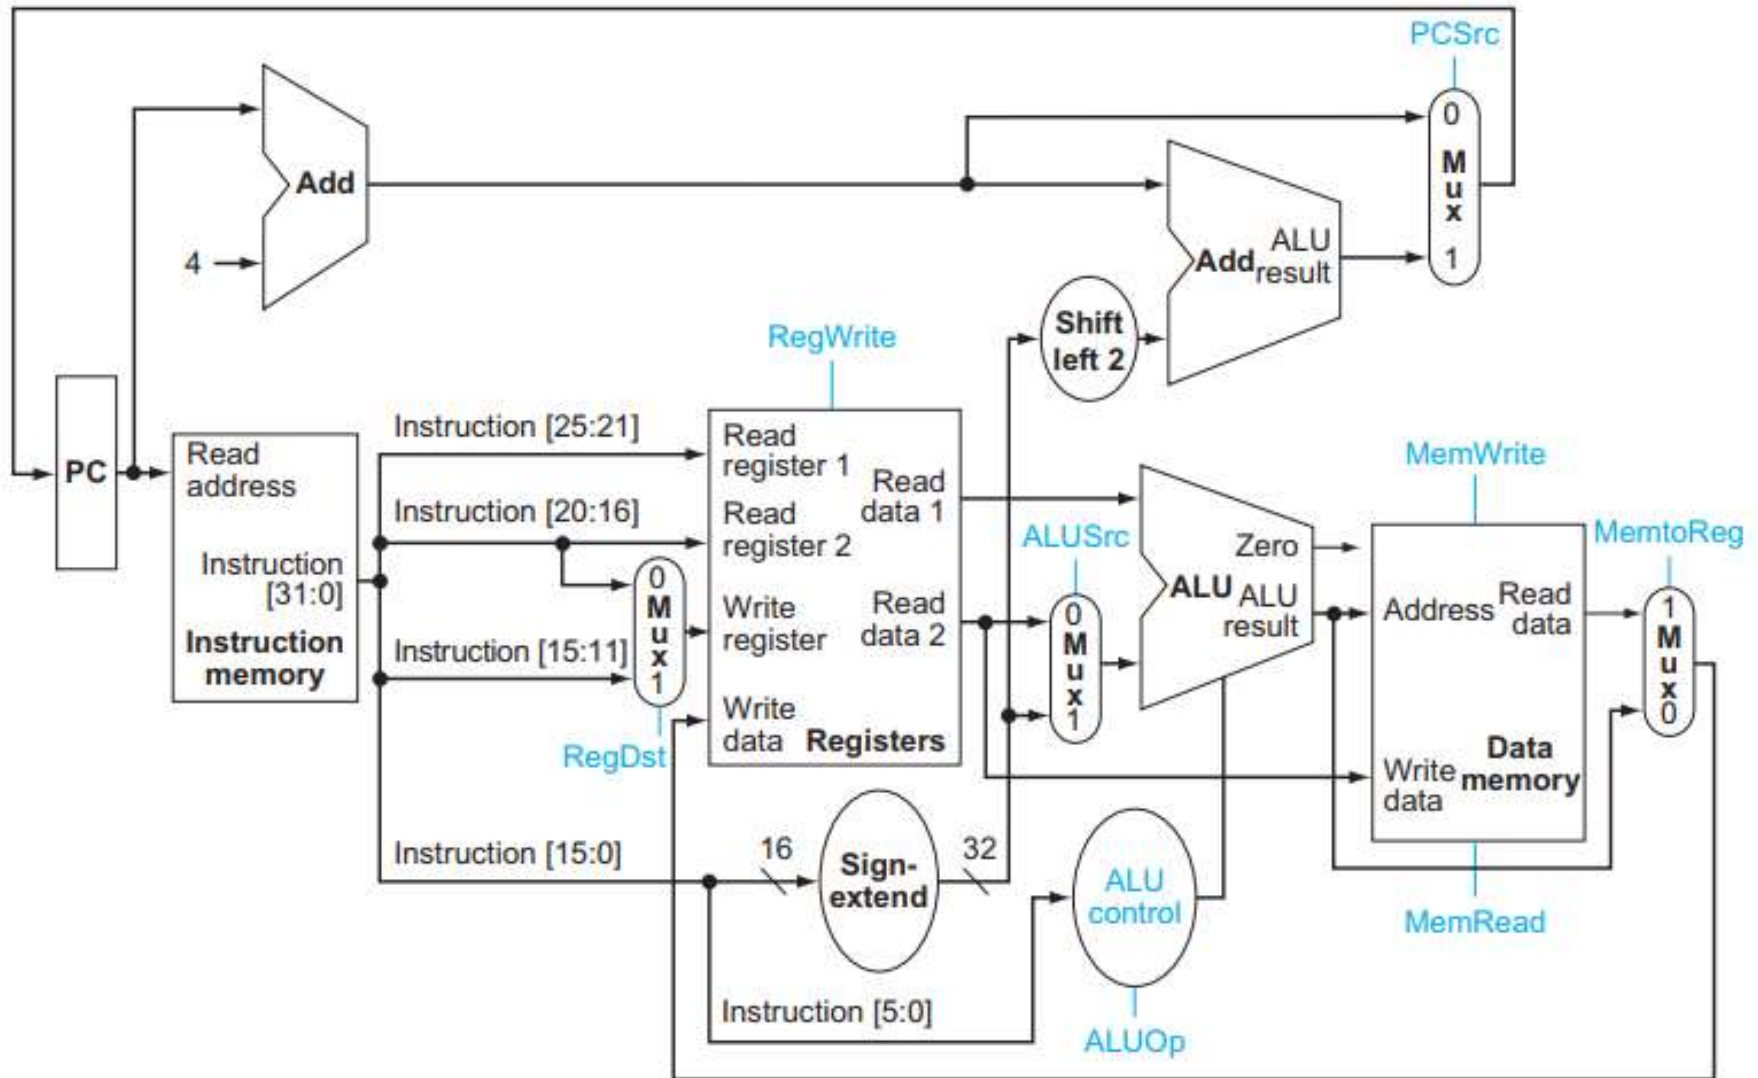 PCSrc
0
M
u
x
1
Add
4
Add
ALU
result
Shift
left 2
RegWrite
PC
Read
address
Instruction
[31:0]
Instruction
memory
Instruction [25:21]
Instruction [20:16]
Instruction [15:11]
Instruction [15:0]
0
M
u
x
1
RegDst
Read
register 1
Read
register 2
Write
register
Write
data
Read
data 1
Read
data 2
Registers
ALUSrc
0
M
u
x
1
Zero
ALU
ALU
result
MemWrite
Address
Read
data
Write
data
Data
memory
MemRead
MemtoReg
1
M
u
x
0
16
Sign-
extend
32
ALU
control
Instruction [5:0]
ALUOp